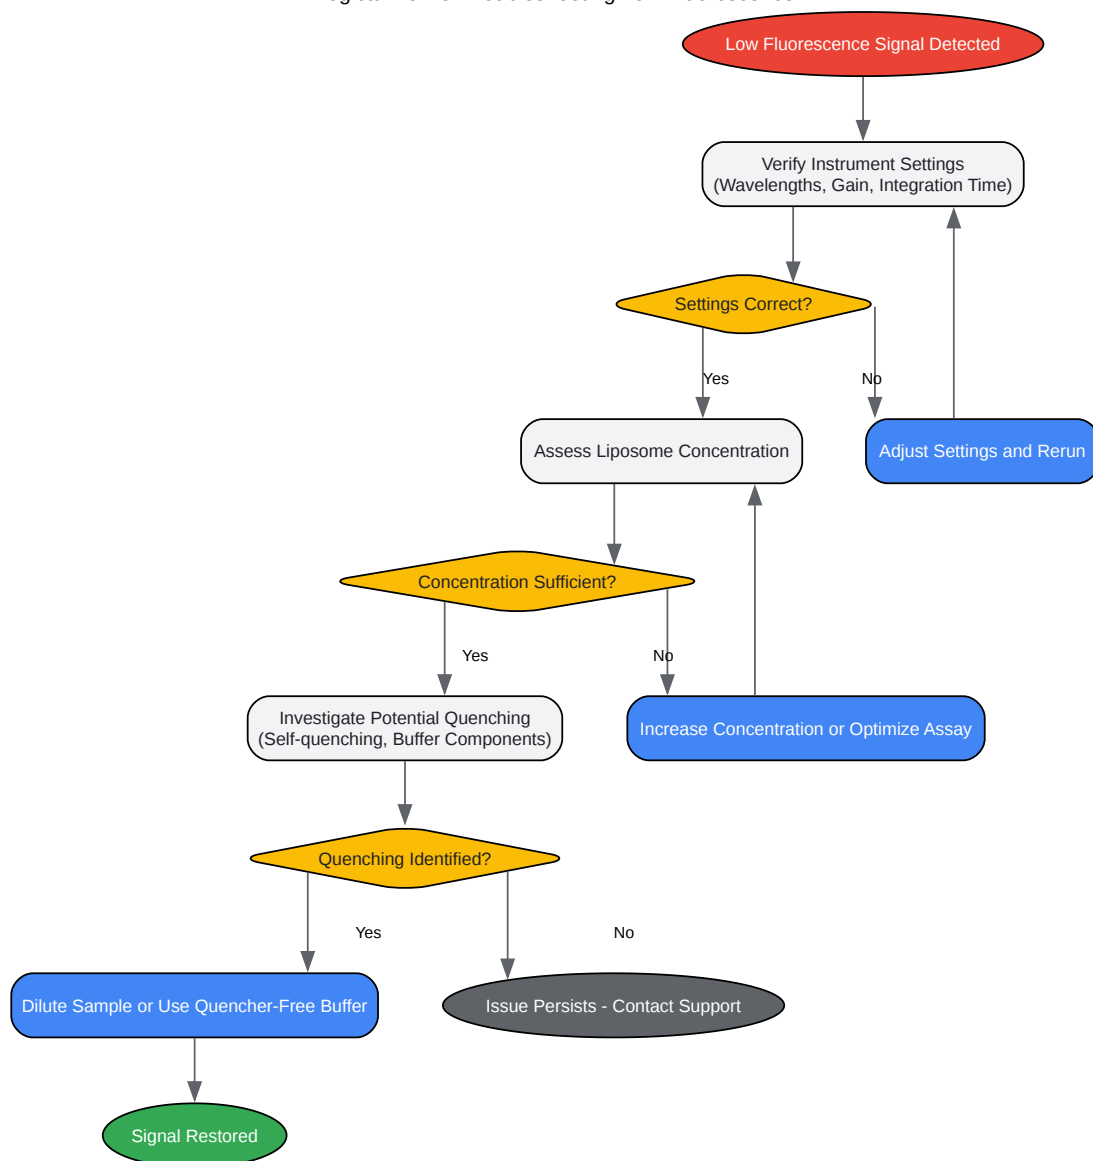 Low Fluorescence Signal Detected
Verify Instrument Settings
(Wavelengths, Gain, Integration Time)
Settings Correct?
Yes
No
Assess Liposome Concentration
Adjust Settings and Rerun
Concentration Sufficient?
Yes
No
Investigate Potential Quenching
(Self-quenching, Buffer Components)
Increase Concentration or Optimize Assay
Quenching Identified?
Yes
No
Dilute Sample or Use Quencher-Free Buffer
Issue Persists - Contact Support
Signal Restored